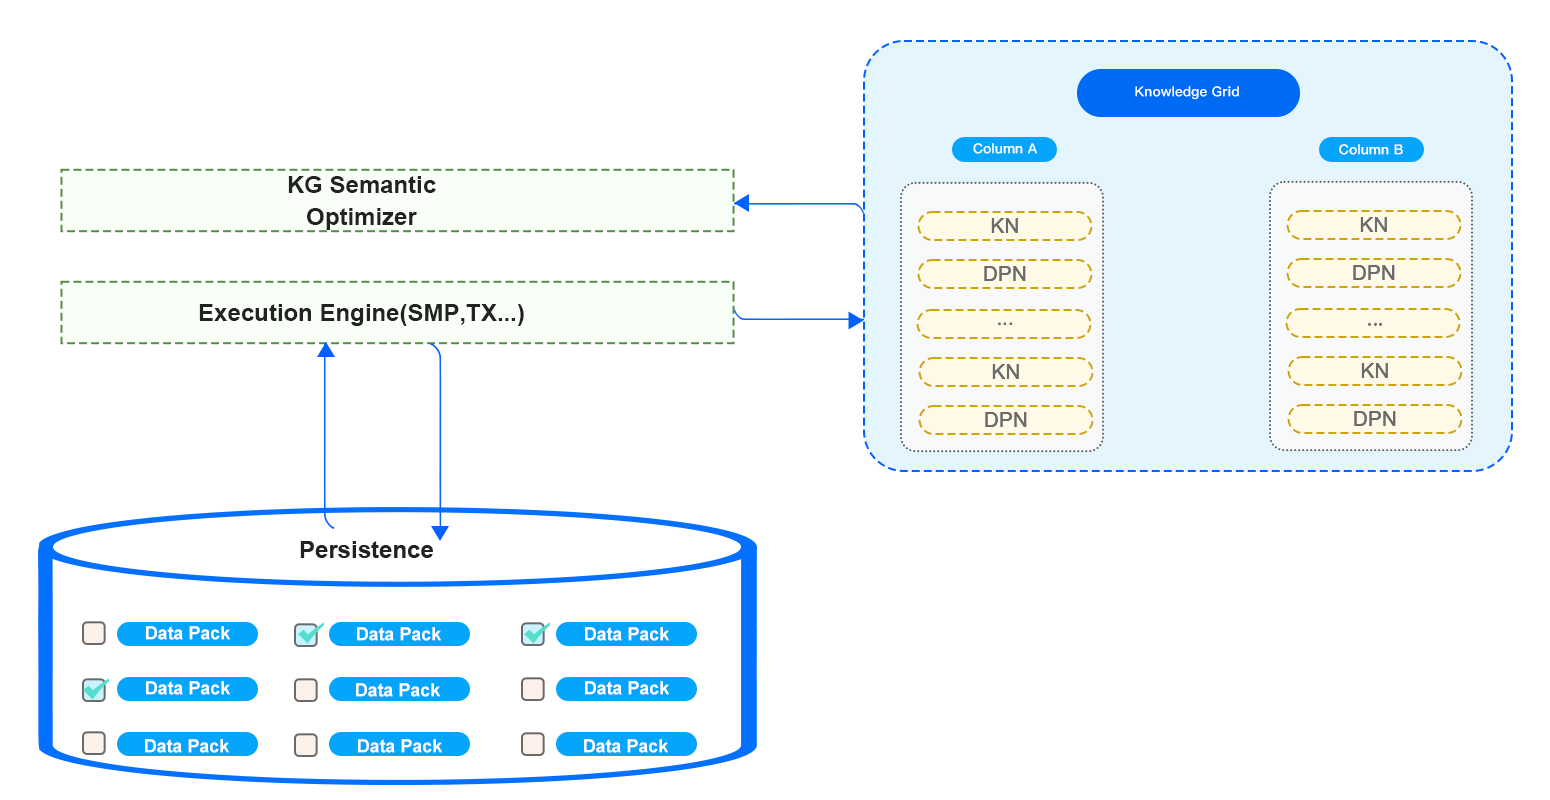 Knowledge Grid
Column A
Column B
KN
DPN
...
KN
DPN
KN
DPN
...
KN
DPN
KG Semantic
Optimizer
Execution Engine(SMP,TX...)
Persistence
Data Pack
Data Pack
Data Pack
Data Pack
Data Pack
Data Pack
Data Pack
Data Pack
Data Pack